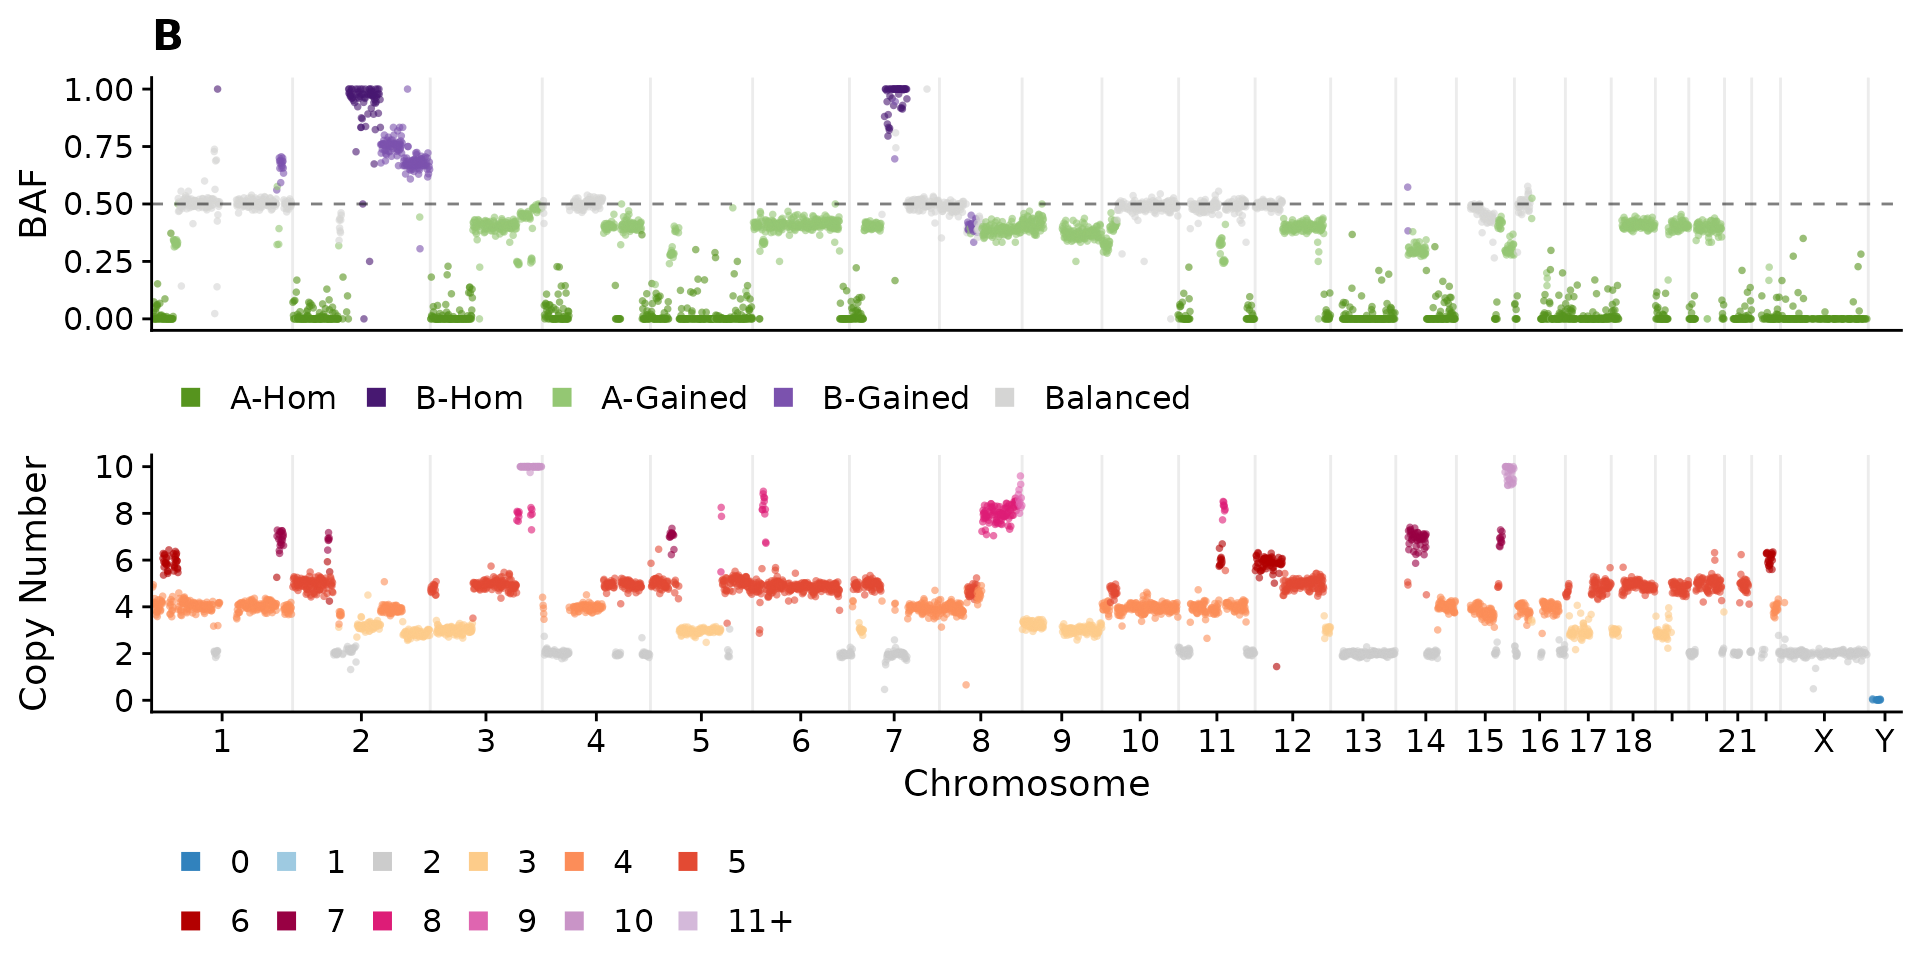 B
BAF
1.00
0.75
0.50
0.25
0.00
A-Hom B-Hom A-Gained B-Gained Balanced
Copy Number
10
8
6
4
2
0
1 2 3 4 5 6 7 8 9 10 11 12 13 14 15 16 17 18 21 X Y
Chromosome
0 1 2 3 4 5
6 7 8 9 10 11+